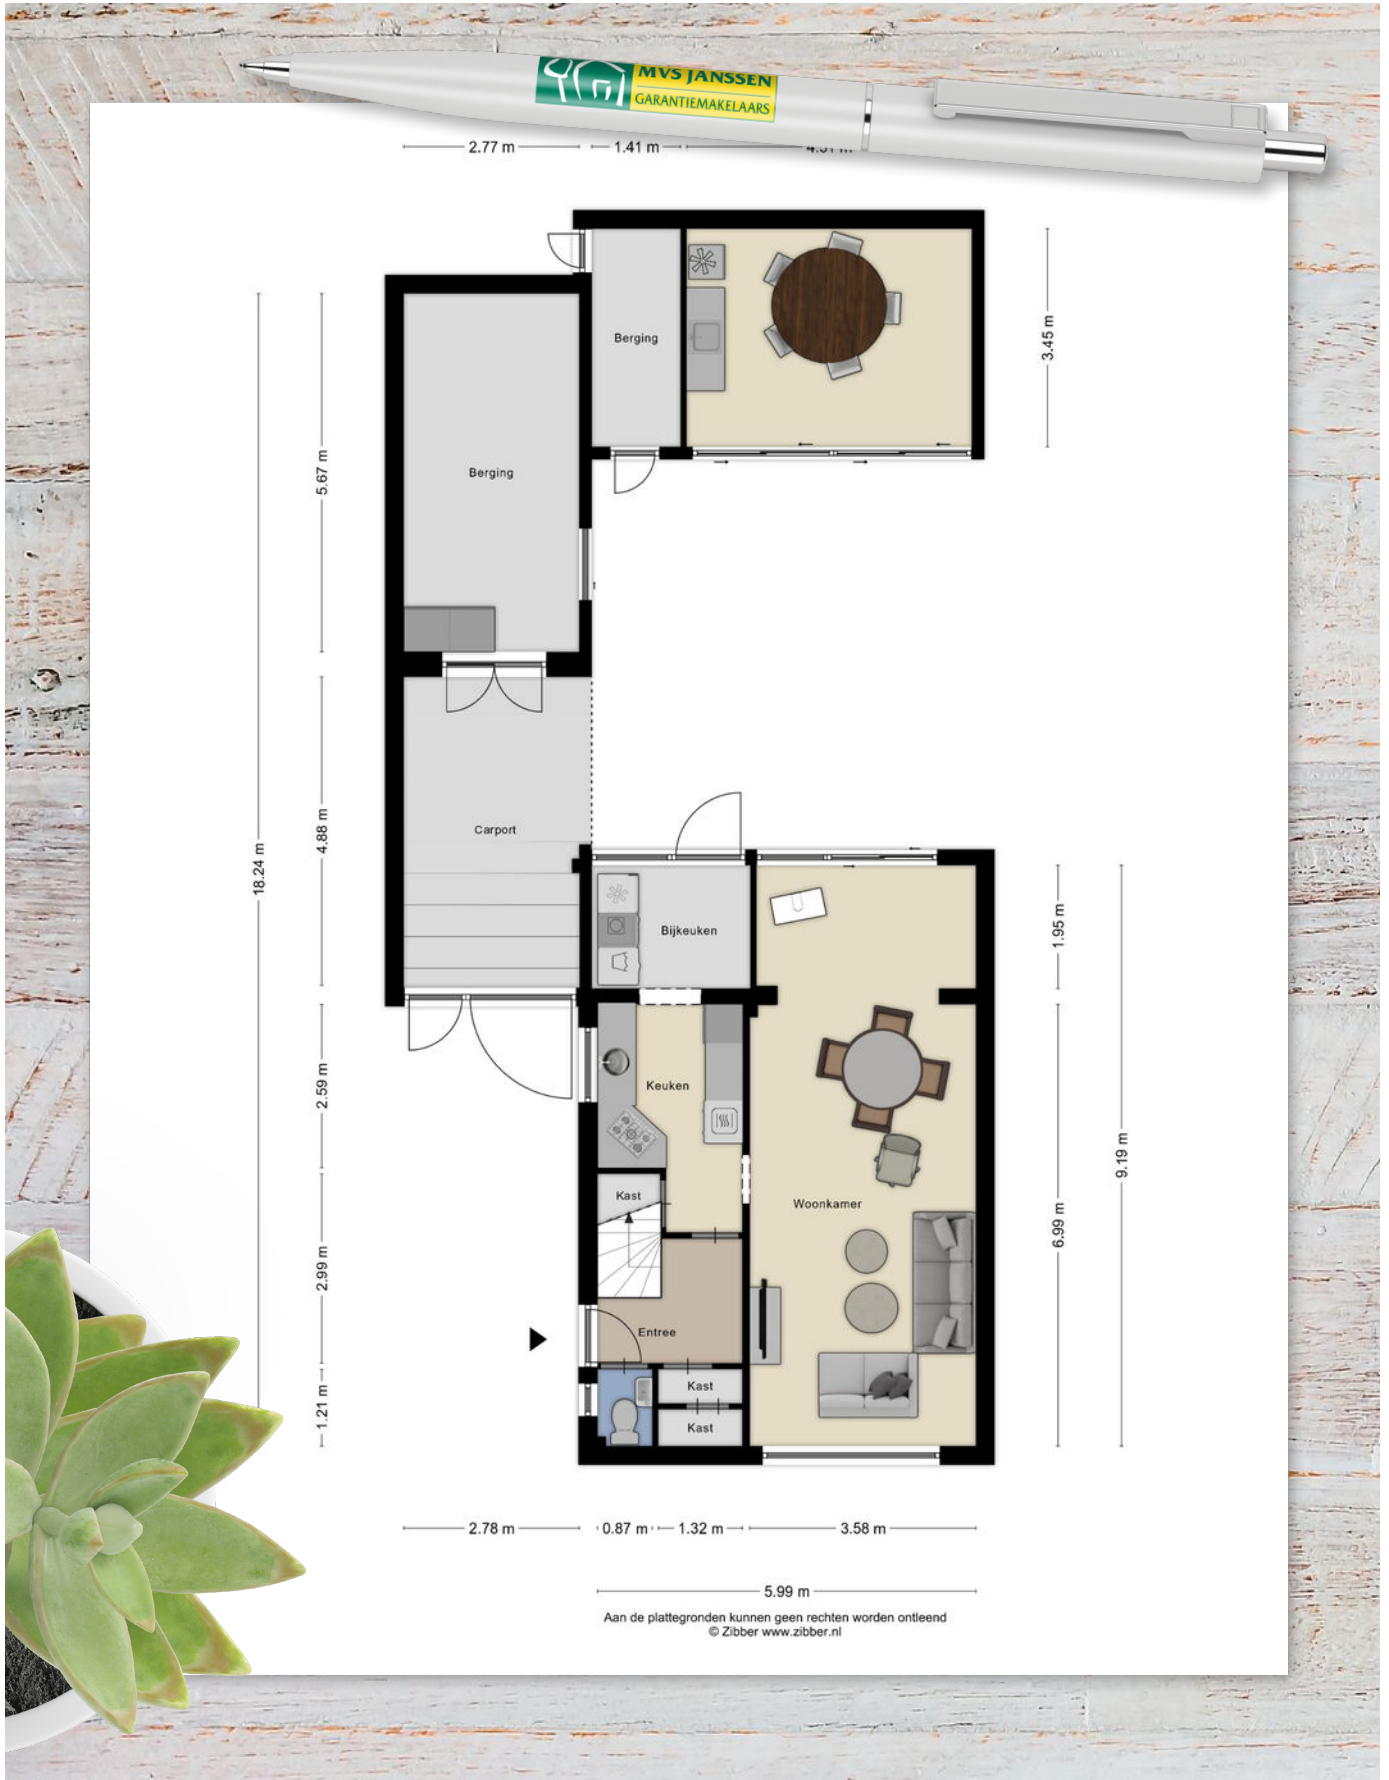 MVS JANSSEN
GARANTIEMAKELAARS
2.77 m
1.41 m
Berging
3.45 m
Berging
5.67 m
Carport
4.88 m
18.24 m
Bijkeuken
1.95 m
Keuken
2.59 m
9.19 m
Kast
Woonkamer
6.99 m
2.99 m
Entree
Kast
1.21 m
Kast
2.78 m
0.87 m
1.32 m
3.58 m
5.99 m
Aan de plattegronden kunnen geen rechten worden ontleend
© Zibber www.zibber.nl